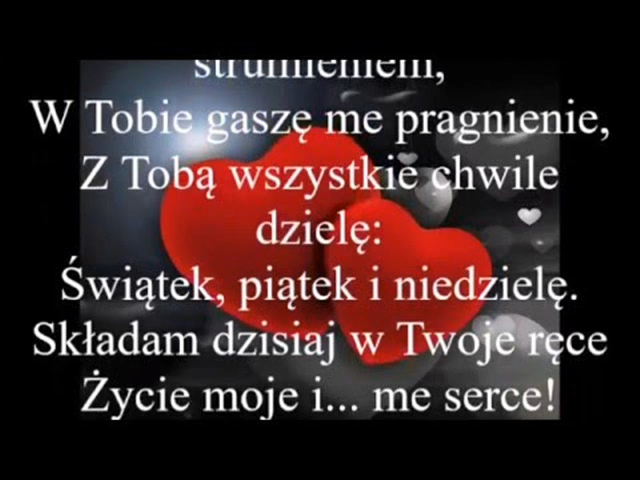 strumieniem,
W Tobie gaszę me pragnienie,
Z Tobą wszystkie chwile
dzielę:
Świątek, piątek i niedzielę.
Składam dzisiaj w Twoje ręce
Życie moje i... me serce!